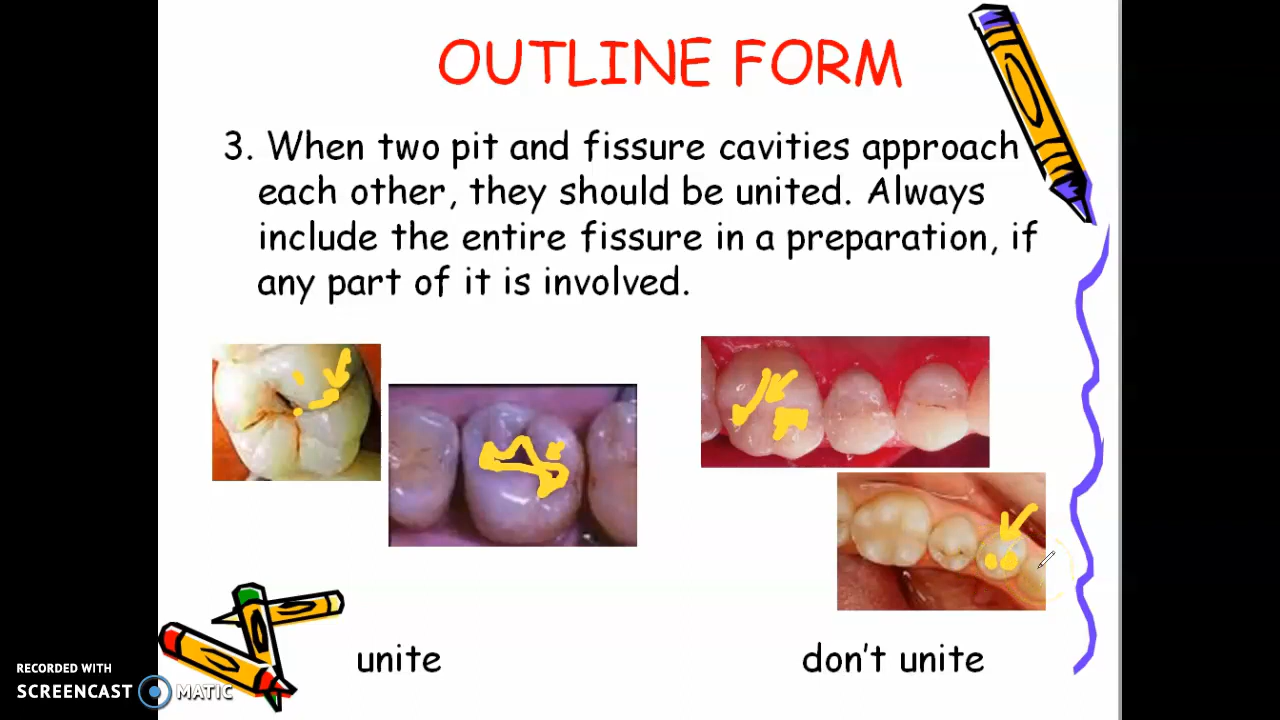 OUTLINE FORM
3. When two pit and fissure cavities approach
each other, they should be united. Always
include the entire fissure in a preparation, if
any part of it is involved.
unite
don't unite
RECORDED WITH
SCREENCAST MATIC